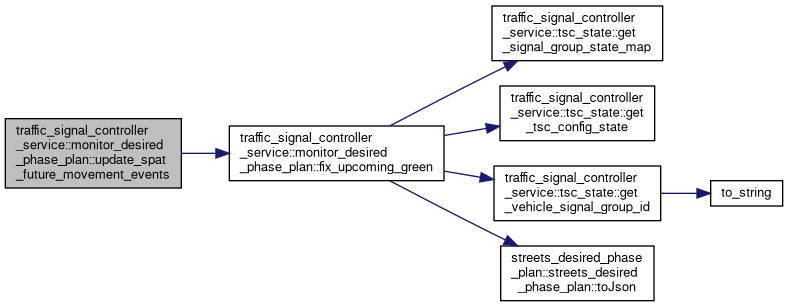 traffic_signal_controller
_service::monitor_desired
_phase_plan::update_spat
_future_movement_events
traffic_signal_controller
_service::monitor_desired
_phase_plan::fix_upcoming_green
traffic_signal_controller
_service::tsc_state::get
_signal_group_state_map
traffic_signal_controller
_service::tsc_state::get
_tsc_config_state
traffic_signal_controller
_service::tsc_state::get
_vehicle_signal_group_id
to_string
streets_desired_phase
_plan::streets_desired
_phase_plan::toJson